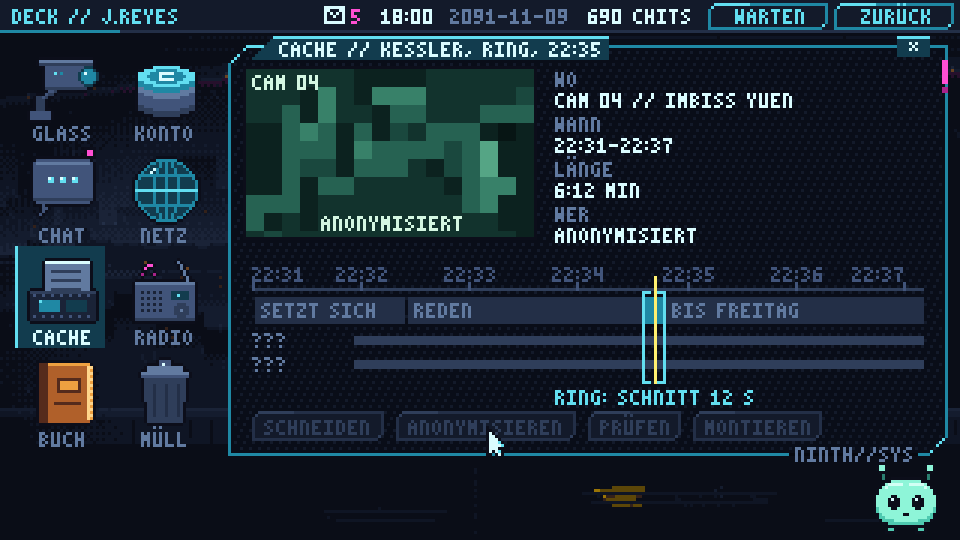 DECK // J.REYES
5 18:00 2091-11-09 690 CHITS WARTEN ZURÜCK
CACHE // KESSLER, RING, 22:35 x
CAM 04
ANONYMISIERT
WO
CAM 04 // IMBISS YUEN
WANN
22:31-22:37
LÄNGE
6:12 MIN
WER
ANONYMISIERT
GLASS KONTO
CHAT NETZ
CACHE RADIO
BUCH MÜLL
22:31 22:32 22:33 22:34 22:35 22:36 22:37
SETZT SICH REDEN BIS FREITAG
???
???
RING: SCHNITT 12 S
SCHNEIDEN ANONYMISIEREN PRÜFEN MONTIEREN
NINTH//SYS